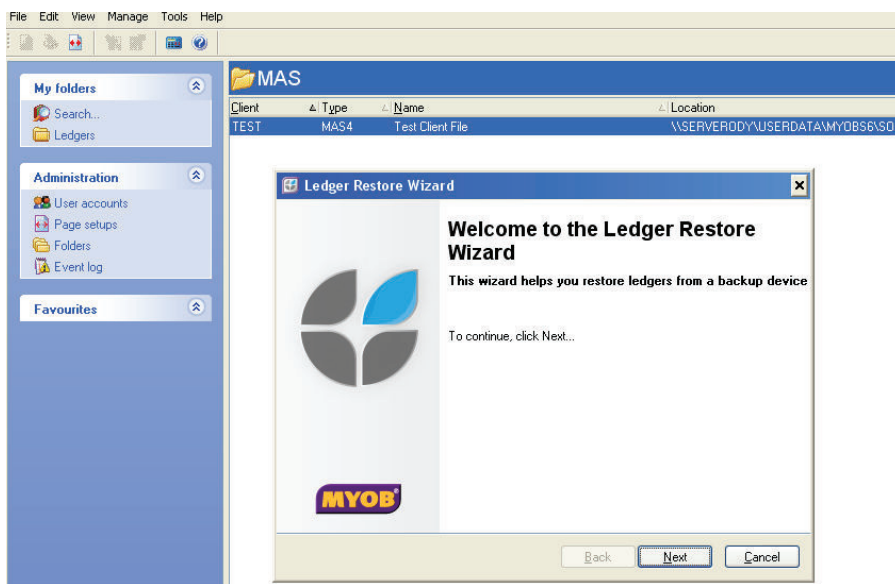 File Edit View Manage Tools Help
My folders
Search...
Ledgers
Administration
User accounts
Page setups
Folders
Event log
Favourites
MAS
Client Type Name Location
TEST MAS4 Test Client File \\SERVERODY\USERDATA\MYOBS6\SO
Ledger Restore Wizard
Welcome to the Ledger Restore
Wizard
This wizard helps you restore ledgers from a backup device
To continue, click Next...
MYOB
Back Next Cancel